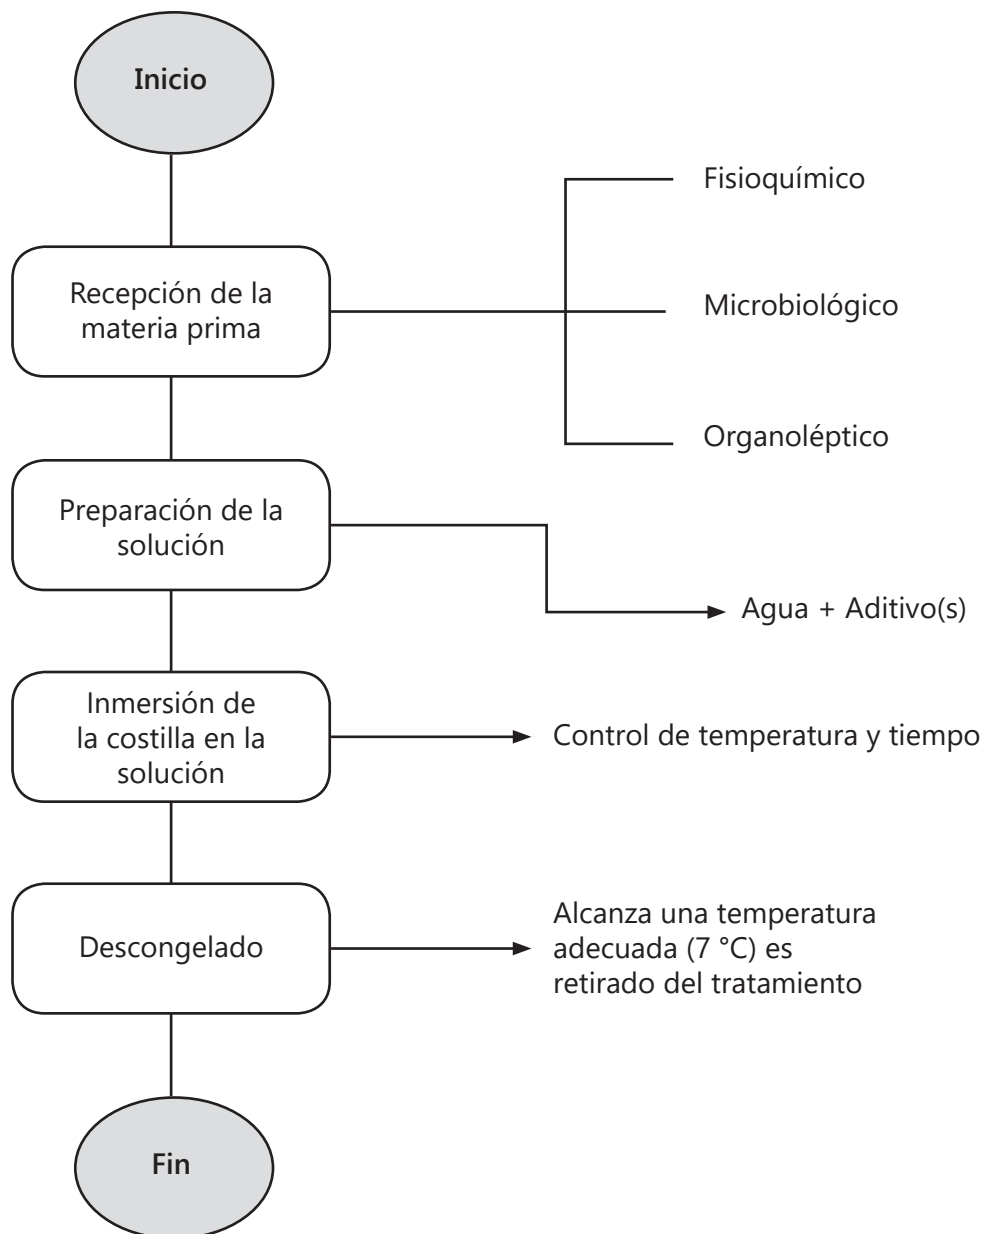 Inicio
Fisioquímico
Recepción de la
materia prima
Microbiológico
Organoléptico
Preparación de la
solución
Agua + Aditivo(s)
Inmersión de
la costilla en la
solución
Control de temperatura y tiempo
Descongelado
Alcanza una temperatura
adecuada (7 °C) es
retirado del tratamiento
Fin